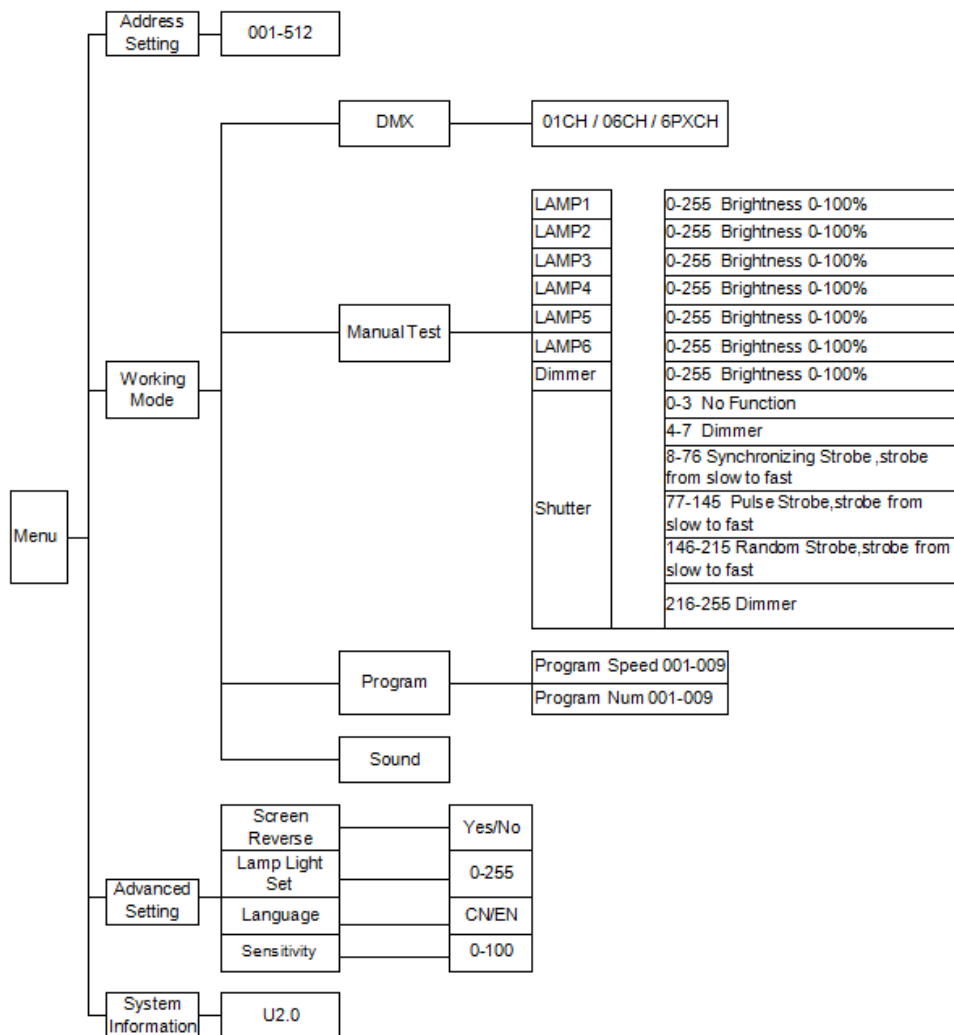 Address
Setting
001-512
DMX
01CH / 06CH / 6PXCH
LAMP1
0-255 Brightness 0-100%
LAMP2
0-255 Brightness 0-100%
LAMP3
0-255 Brightness 0-100%
LAMP4
0-255 Brightness 0-100%
Manual Test
LAMP5
0-255 Brightness 0-100%
LAMP6
0-255 Brightness 0-100%
Working
Mode
Dimmer
0-255 Brightness 0-100%
0-3 No Function
4-7 Dimmer
8-76 Synchronizing Strobe ,strobe
from slow to fast
Menu
Shutter
77-145 Pulse Strobe,strobe from
slow to fast
146-215 Random Strobe,strobe from
slow to fast
216-255 Dimmer
Program
Program Speed 001-009
Program Num 001-009
Sound
Advanced
Setting
Screen
Reverse
Yes/No
Lamp Light
Set
0-255
Language
CN/EN
Sensitivity
0-100
System
Information
U2.0